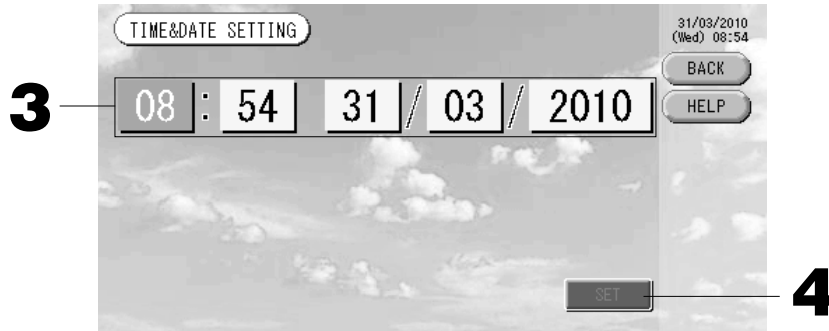 TIME&DATE SETTING
31/03/2010
(Wed) 08:54
BACK
HELP
3
08 : 54 31 / 03 / 2010
SET
4